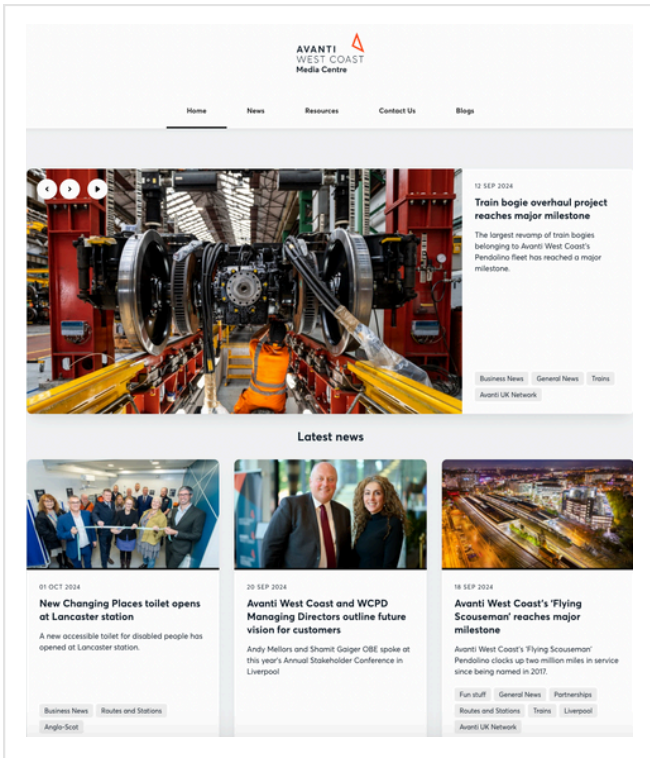 AVANTI
WEST COAST
Media Centre
Home News Resources Contact Us Blogs
12 SEP 2024
Train bogie overhaul project
reaches major milestone
The largest revamp of train bogies
belonging to Avanti West Coast's
Pendolino fleet has reached a major
milestone.
Business News General News Trains
Avanti UK Network
Latest news
01 OCT 2024
New Changing Places toilet opens
at Lancaster station
A new accessible toilet for disabled people has
opened at Lancaster station.
Business News Routes and Stations
Anglo-Scot
20 SEP 2024
Avanti West Coast and WCPD
Managing Directors outline future
vision for customers
Andy Mellors and Shamit Gaiger OBE spoke at
this year's Annual Stakeholder Conference in
Liverpool
18 SEP 2024
Avanti West Coast's 'Flying
Scouseman' reaches major
milestone
Avanti West Coast's 'Flying Scouseman'
Pendolino clocks up two million miles in service
since being named in 2017.
Fun stuff General News Partnerships
Routes and Stations Trains Liverpool
Avanti UK Network